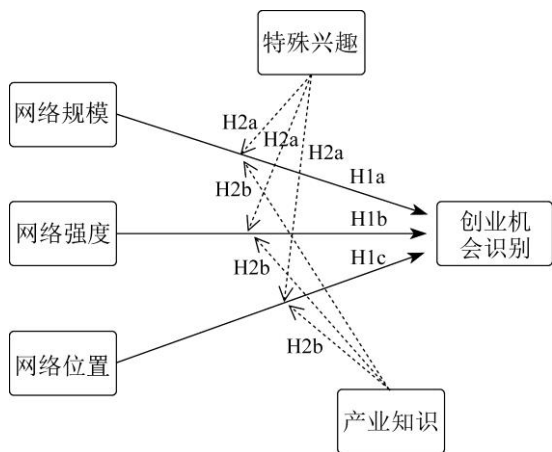 特殊兴趣
网络规模
H2a
H2a
H2a
H2b
H1a
网络强度
H1b
创业机
会识别
H2b
H1c
网络位置
H2b
产业知识